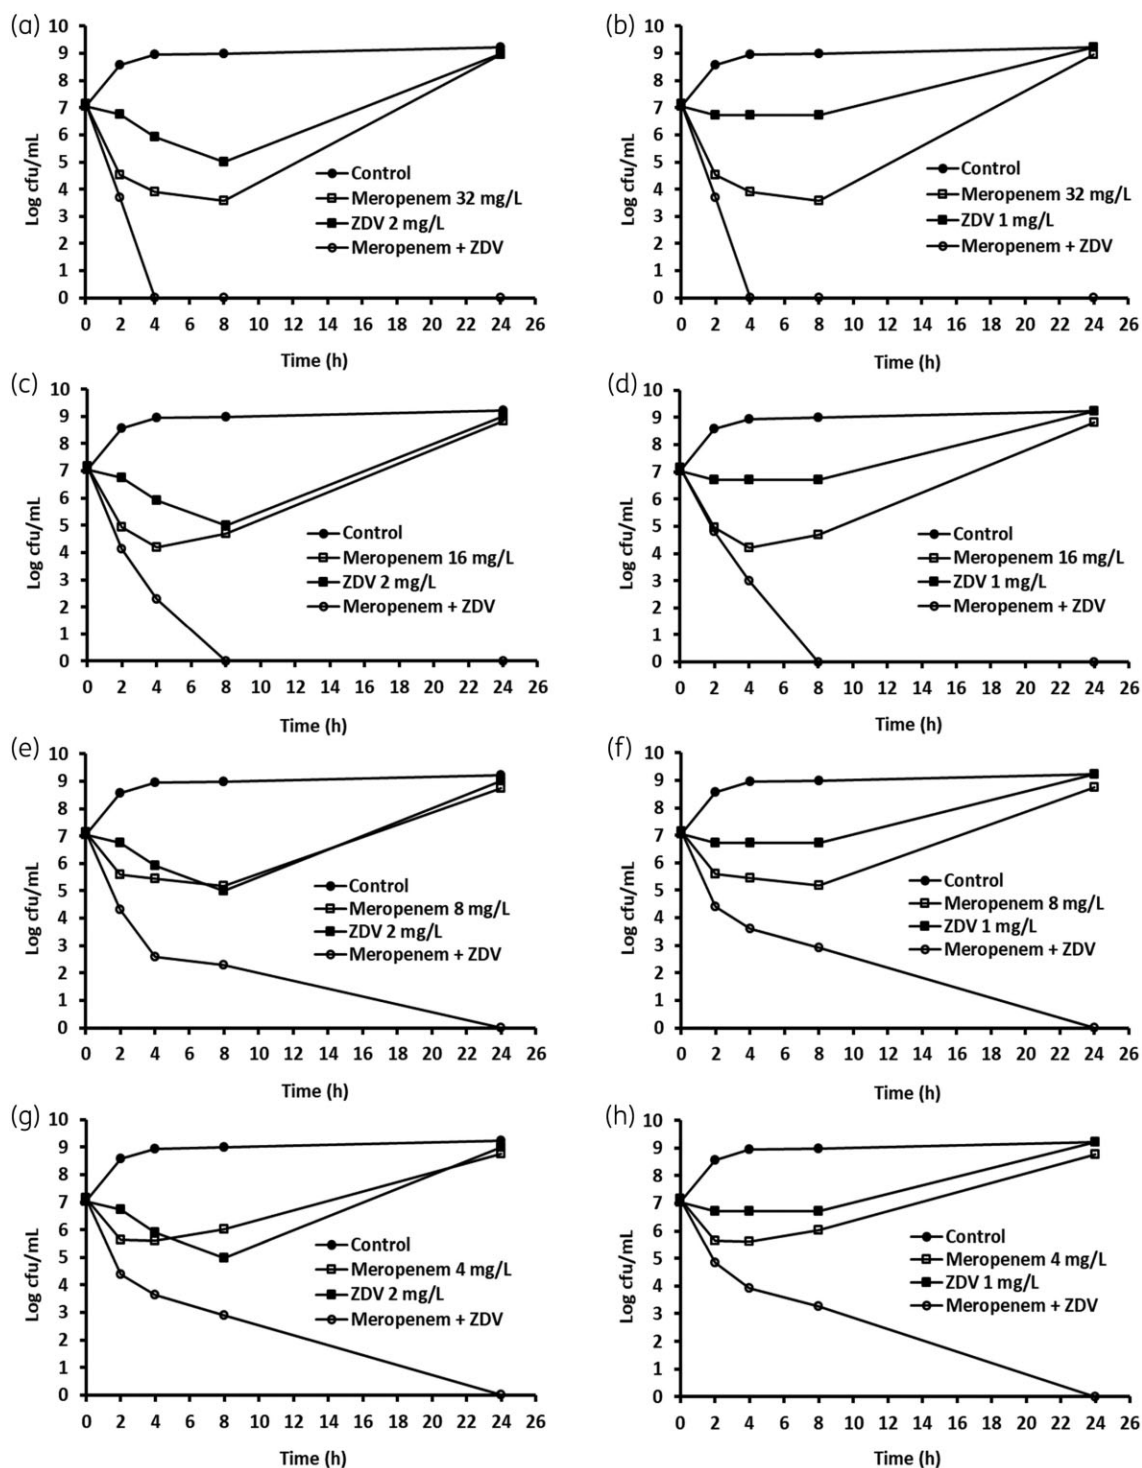 (a)
10
9
8
7
6
5
4
3
2
1
0
Log cfu/mL
Control
Meropenem 32 mg/L
ZDV 2 mg/L
Meropenem + ZDV
0 2 4 6 8 10 12 14 16 18 20 22 24 26
Time (h)
(b)
10
9
8
7
6
5
4
3
2
1
0
Log cfu/mL
Control
Meropenem 32 mg/L
ZDV 1 mg/L
Meropenem + ZDV
0 2 4 6 8 10 12 14 16 18 20 22 24 26
Time (h)
(c)
10
9
8
7
6
5
4
3
2
1
0
Log cfu/mL
Control
Meropenem 16 mg/L
ZDV 2 mg/L
Meropenem + ZDV
0 2 4 6 8 10 12 14 16 18 20 22 24 26
Time (h)
(d)
10
9
8
7
6
5
4
3
2
1
0
Log cfu/mL
Control
Meropenem 16 mg/L
ZDV 1 mg/L
Meropenem + ZDV
0 2 4 6 8 10 12 14 16 18 20 22 24 26
Time (h)
(e)
10
9
8
7
6
5
4
3
2
1
0
Log cfu/mL
Control
Meropenem 8 mg/L
ZDV 2 mg/L
Meropenem + ZDV
0 2 4 6 8 10 12 14 16 18 20 22 24 26
Time (h)
(f)
10
9
8
7
6
5
4
3
2
1
0
Log cfu/mL
Control
Meropenem 8 mg/L
ZDV 1 mg/L
Meropenem + ZDV
0 2 4 6 8 10 12 14 16 18 20 22 24 26
Time (h)
(g)
10
9
8
7
6
5
4
3
2
1
0
Log cfu/mL
Control
Meropenem 4 mg/L
ZDV 2 mg/L
Meropenem + ZDV
0 2 4 6 8 10 12 14 16 18 20 22 24 26
Time (h)
(h)
10
9
8
7
6
5
4
3
2
1
0
Log cfu/mL
Control
Meropenem 4 mg/L
ZDV 1 mg/L
Meropenem + ZDV
0 2 4 6 8 10 12 14 16 18 20 22 24 26
Time (h)